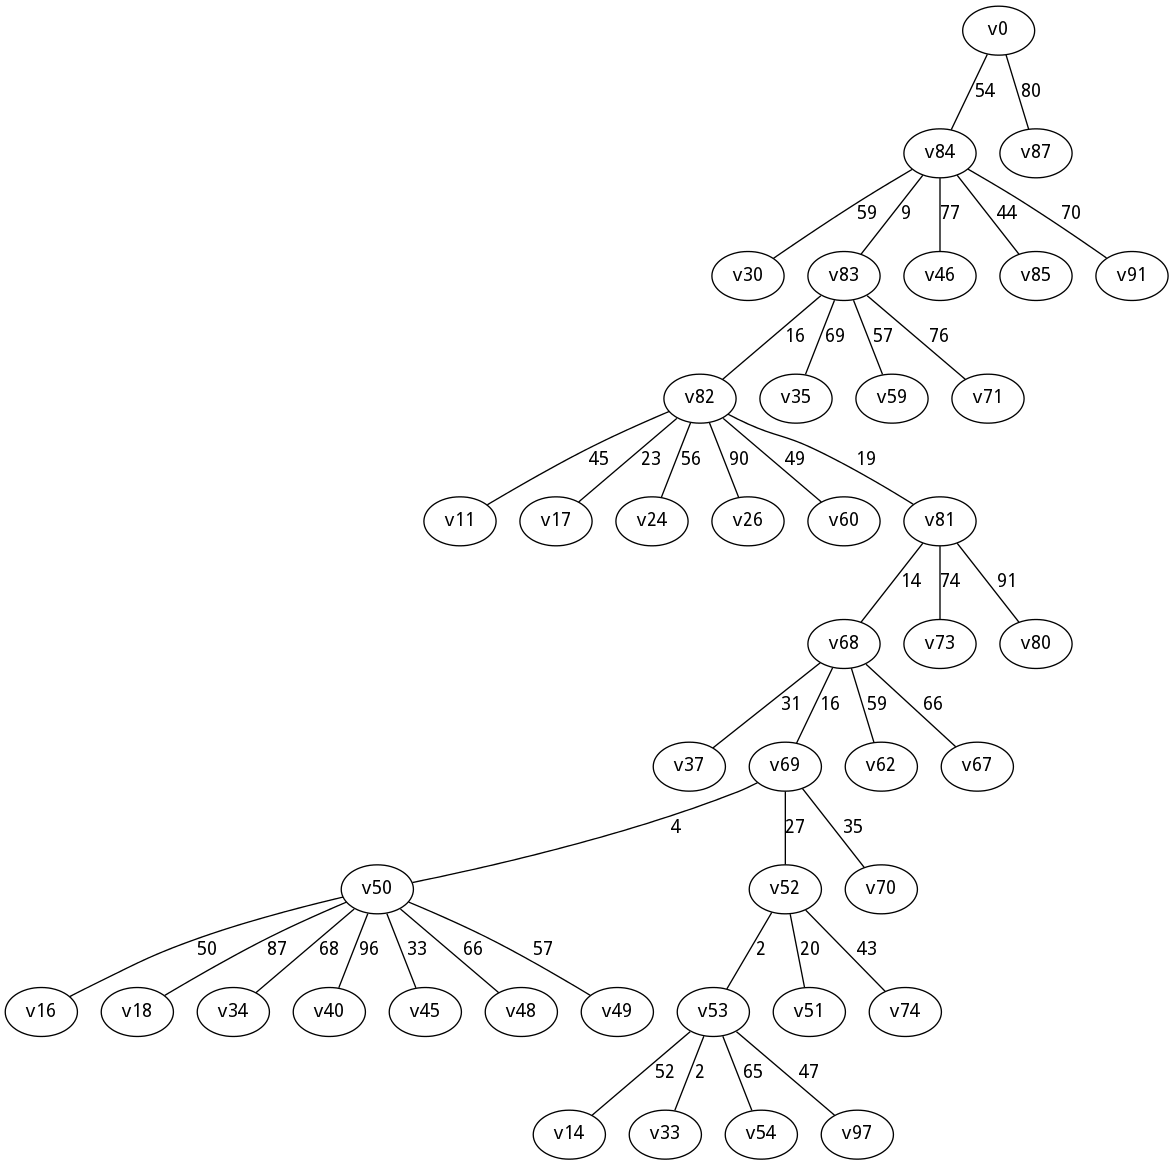 v0
54 80
v84 v87
59 9 77 44 70
v30 v83 v46 v85 v91
16 69 57 76
v82 v35 v59 v71
45 23 56 90 49 19
v11 v17 v24 v26 v60 v81
14 74 91
v68 v73 v80
31 16 59 66
v37 v69 v62 v67
4 27 35
v50 v52 v70
50 87 68 96 33 66 57 2 20 43
v16 v18 v34 v40 v45 v48 v49 v53 v51 v74
52 2 65 47
v14 v33 v54 v97